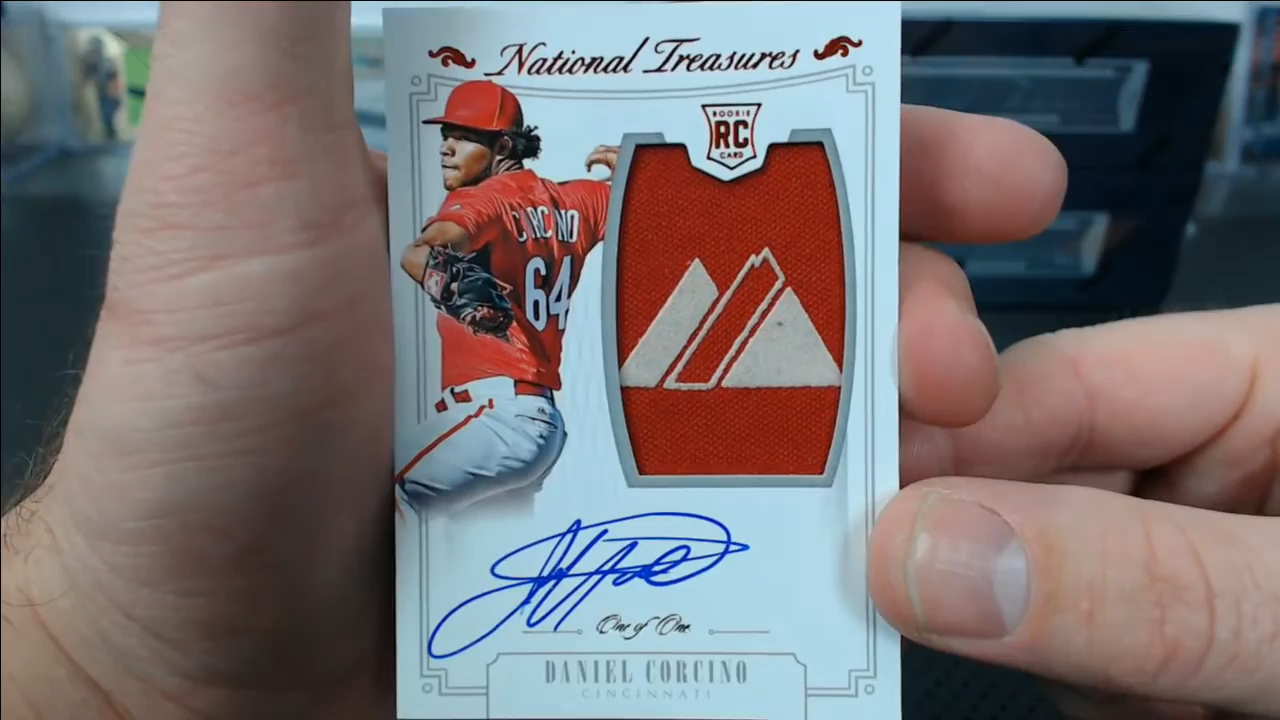 National Treasures
ROOKIE
RC
CARD
CORCINO
64
One of One
DANIEL CORCINO
CINCINNATI